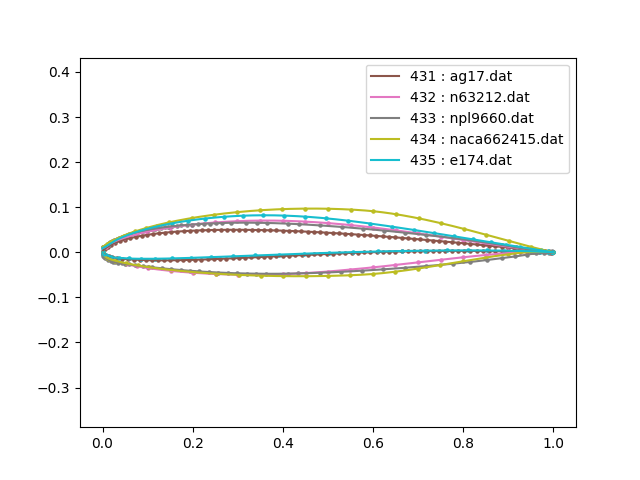 0.4
0.3
0.2
0.1
0.0
−0.1
−0.2
−0.3
0.0 0.2 0.4 0.6 0.8 1.0
431 : ag17.dat
432 : n63212.dat
433 : npl9660.dat
434 : naca662415.dat
435 : e174.dat